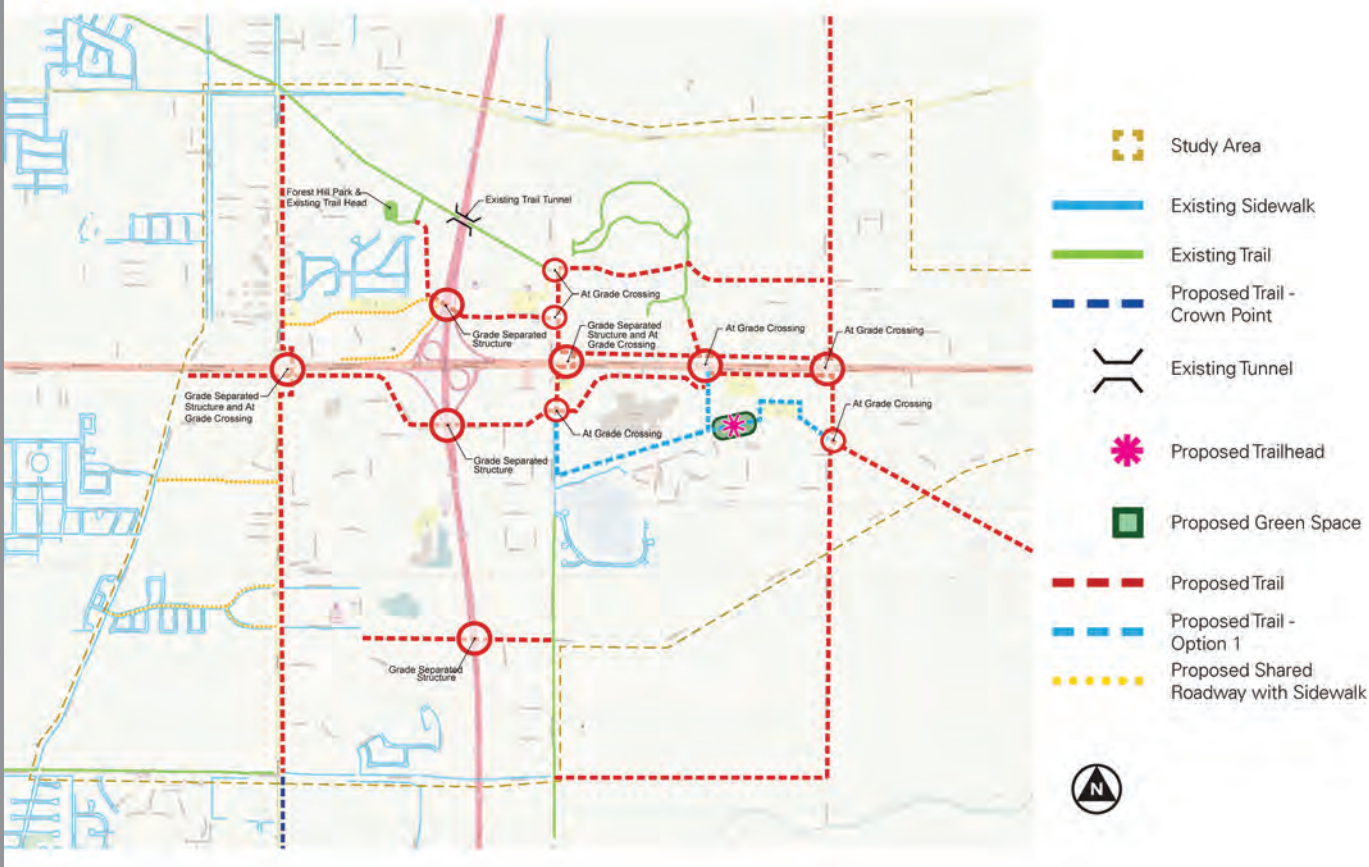 Forest Hill Park &
Existing Trail Head
Existing Trail Tunnel
At Grade Crossing
Grade Separated
Structure
Grade Separated
Structure and At
Grade Crossing
At Grade Crossing
At Grade Crossing
Grade Separated
Structure and At
Grade Crossing
At Grade Crossing
At Grade Crossing
Grade Separated
Structure
Grade Separated
Structure
Study Area
Existing Sidewalk
Existing Trail
Proposed Trail -
Crown Point
Existing Tunnel
Proposed Trailhead
Proposed Green Space
Proposed Trail
Proposed Trail -
Option 1
Proposed Shared
Roadway with Sidewalk
N